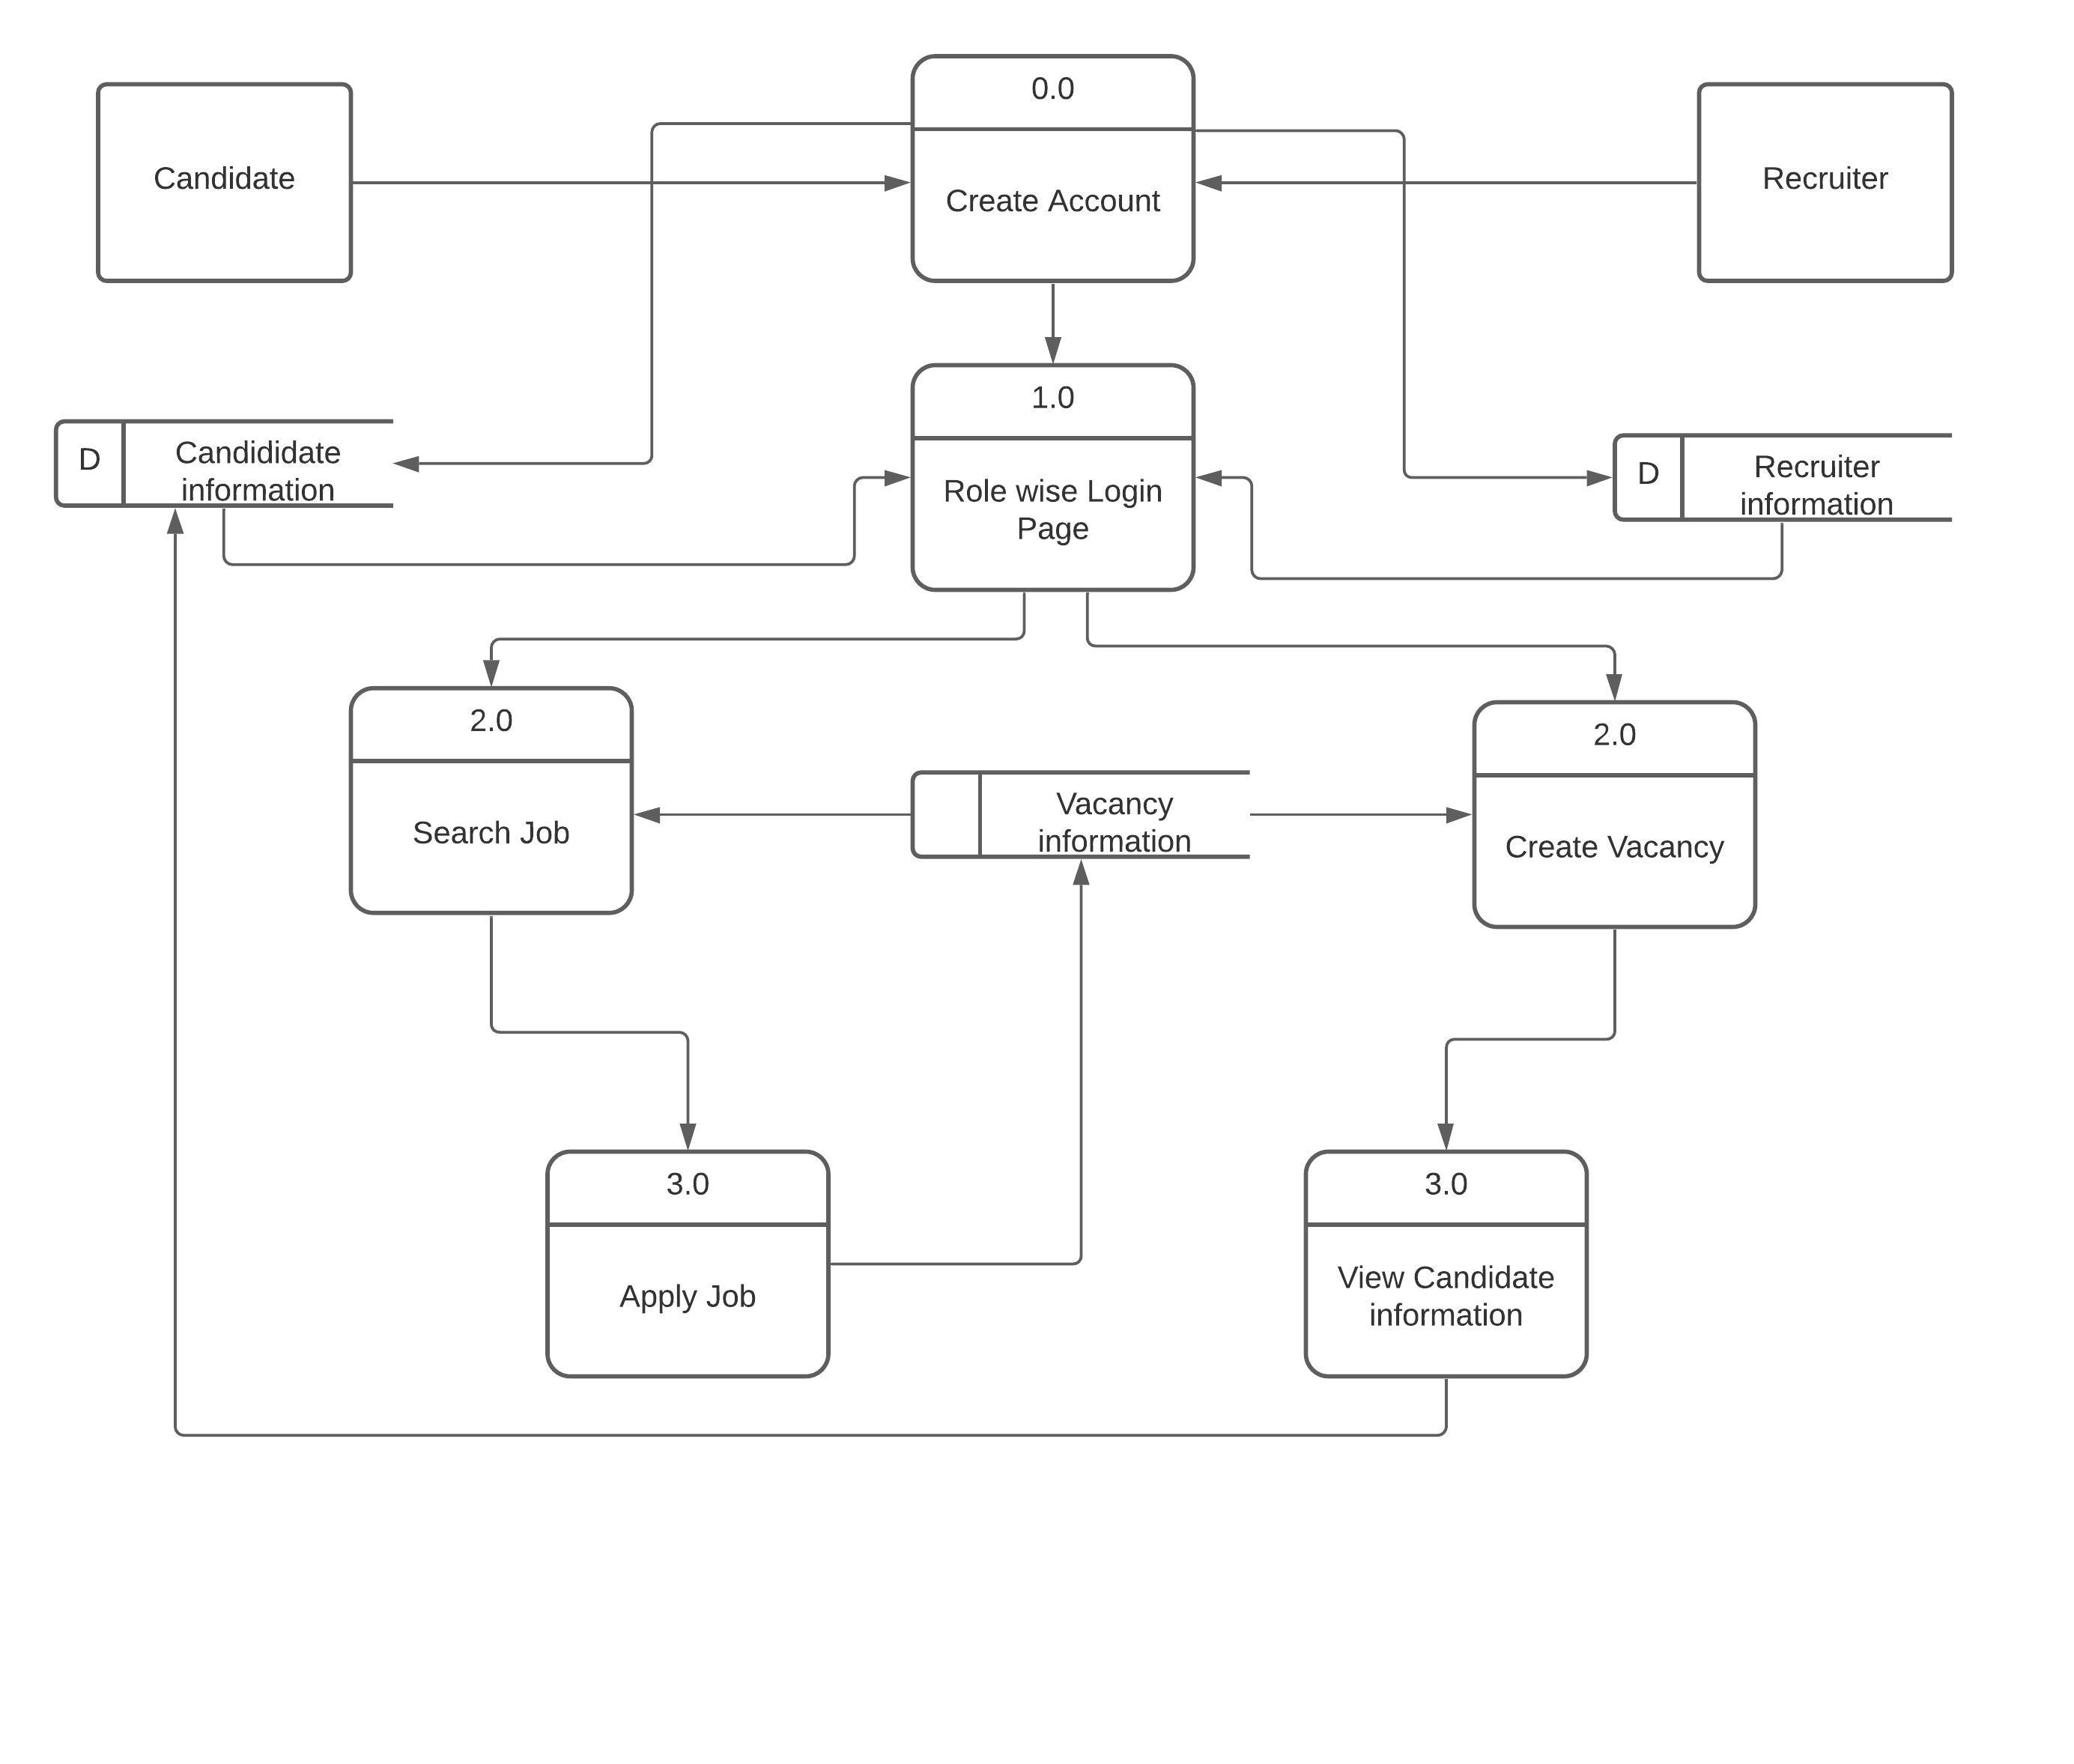 0.0
Candidate
Create Account
Recruiter
1.0
D
Candididate
information
Role wise Login
Page
D
Recruiter
information
2.0
Search Job
Vacancy
information
2.0
Create Vacancy
3.0
Apply Job
3.0
View Candidate
information